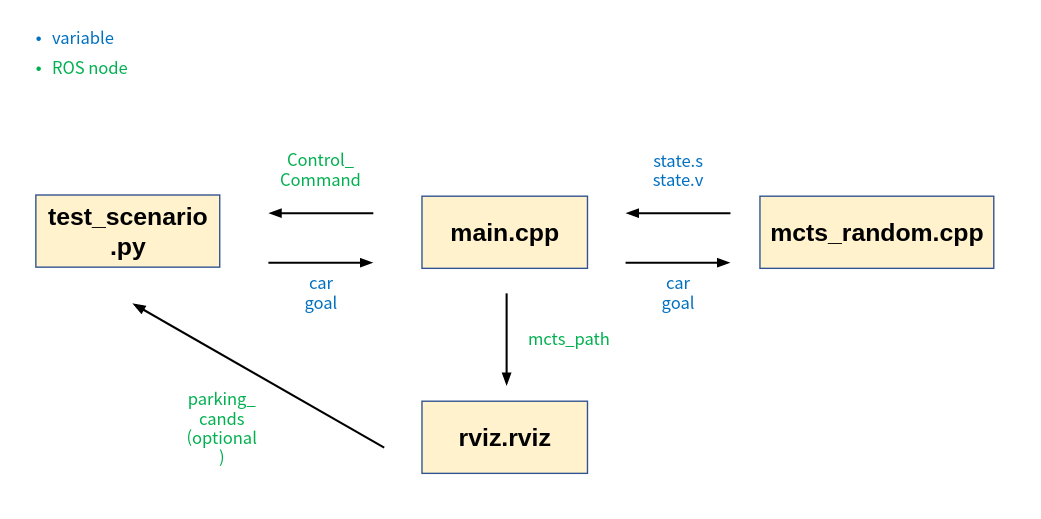 • variable
• ROS node
Control_
Command
state.s
state.v
test_scenario
.py
main.cpp
mcts_random.cpp
car
goal
car
goal
mcts_path
parking_
cands
(optional
)
rviz.rviz